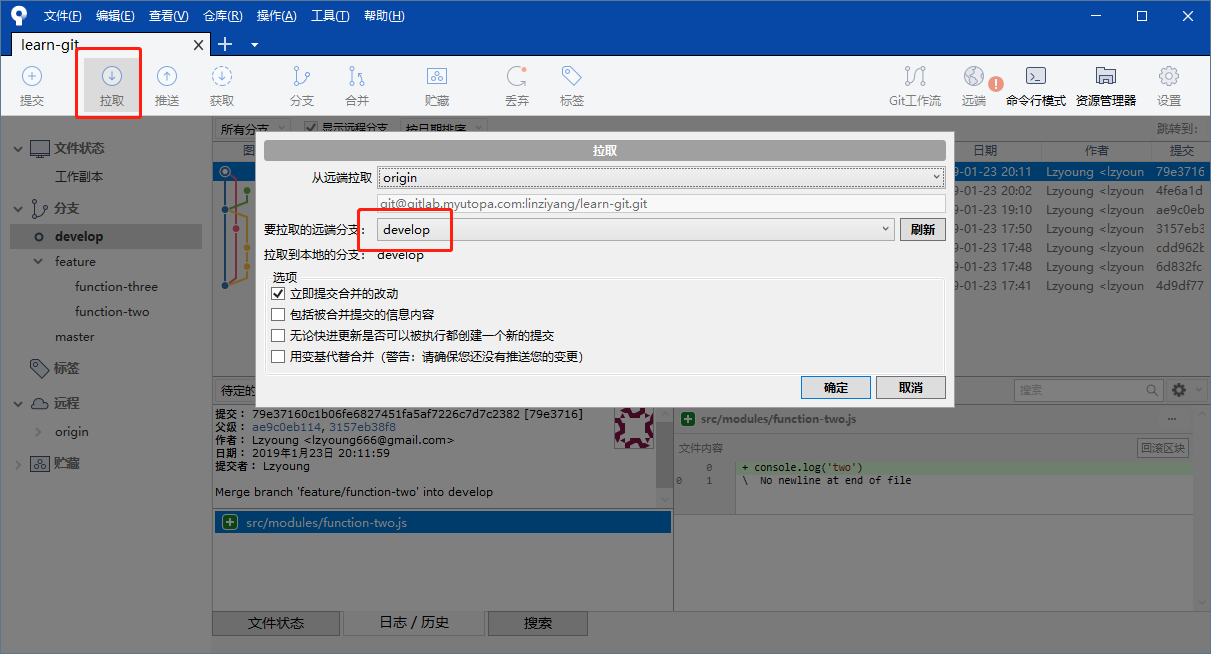 文件(F) 编辑(E) 查看(V) 仓库(R) 操作(A) 工具(T) 帮助(H)
learn-git
提交 拉取 推送 获取 分支 合并 贮藏 丢弃 标签 Git工作流 远端 命令行模式 资源管理器 设置
所有分支 显示远程分支 按日期排序 跳转到:
日期 作者 提交
9-01-23 20:11 Lzyoung <lzyoun 79e3716
9-01-23 20:02 Lzyoung <lzyoun 4fe6a1d
9-01-23 19:10 Lzyoung <lzyoun ae9c0eb
9-01-23 17:50 Lzyoung <lzyoun 3157eb3
9-01-23 17:48 Lzyoung <lzyoun cdd962b
9-01-23 17:48 Lzyoung <lzyoun 6d832fc
9-01-23 17:41 Lzyoung <lzyoun 4d9df77
文件状态
工作副本
分支
develop
feature
function-three
function-two
master
标签
远程
origin
贮藏
拉取
从远端拉取 origin
git@gitlab.myutopa.com:linziyang/learn-git.git
要拉取的远端分支: develop 刷新
拉取到本地的分支: develop
选项
立即提交合并的改动
包括被合并提交的信息内容
无论快进更新是否可以被执行都创建一个新的提交
用变基代替合并（警告：请确保您还没有推送您的变更）
确定 取消
待定的 搜索
提交: 79e37160c1b06fe6827451fa5af7226c7d7c2382 [79e3716]
父级: ae9c0eb114, 3157eb38f8
作者: Lzyoung <lzyoung666@gmail.com>
日期: 2019年1月23日 20:11:59
提交者: Lzyoung
Merge branch 'feature/function-two' into develop
src/modules/function-two.js
src/modules/function-two.js
文件内容 回滚区块
0 + console.log('two')
0 1 \ No newline at end of file
文件状态 日志 / 历史 搜索